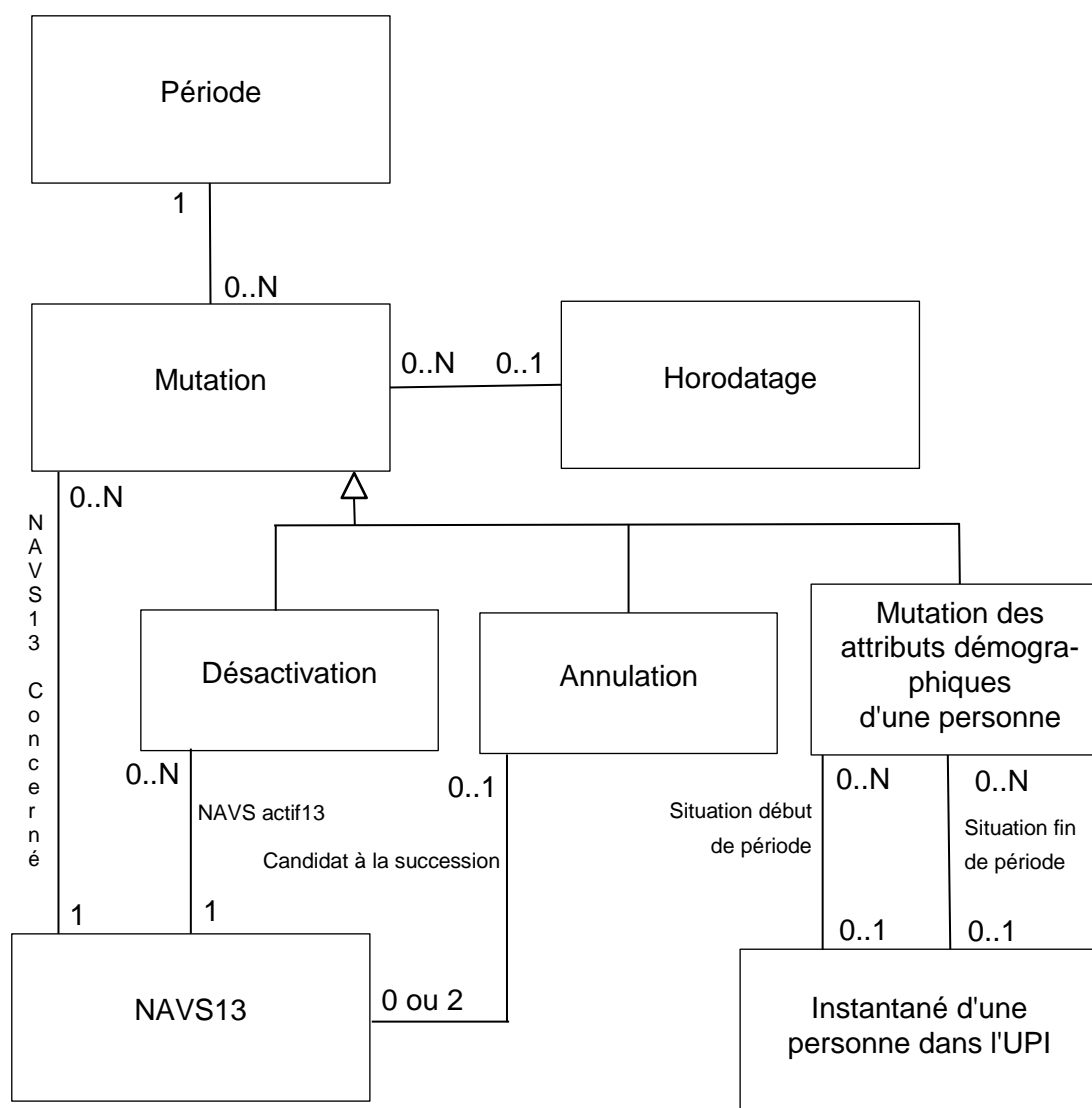 Période
1
0..N
Mutation
0..N
0..1
Horodatage
0..N
NAVS13 Concerné
Désactivation
Annulation
Mutation des
attributs démogra-
phiques
d'une personne
0..N
NAVS actif13
0..1
Candidat à la succession
0..N
0..N
Situation début
de période
Situation fin
de période
1
1
0..1
0..1
NAVS13
0 ou 2
Instantané d'une
personne dans l'UPI